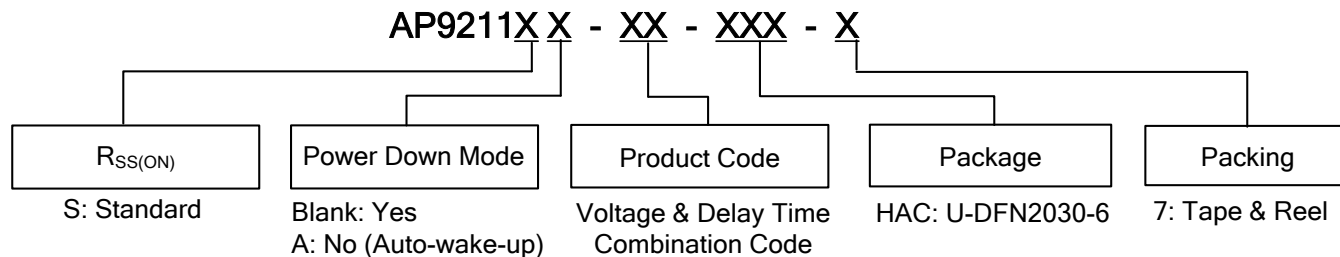 AP9211X X - XX - XXX - X
RSS(ON)
Power Down Mode
Product Code
Package
Packing
S: Standard
Blank: Yes
A: No (Auto-wake-up)
Voltage & Delay Time
Combination Code
HAC: U-DFN2030-6
7: Tape & Reel